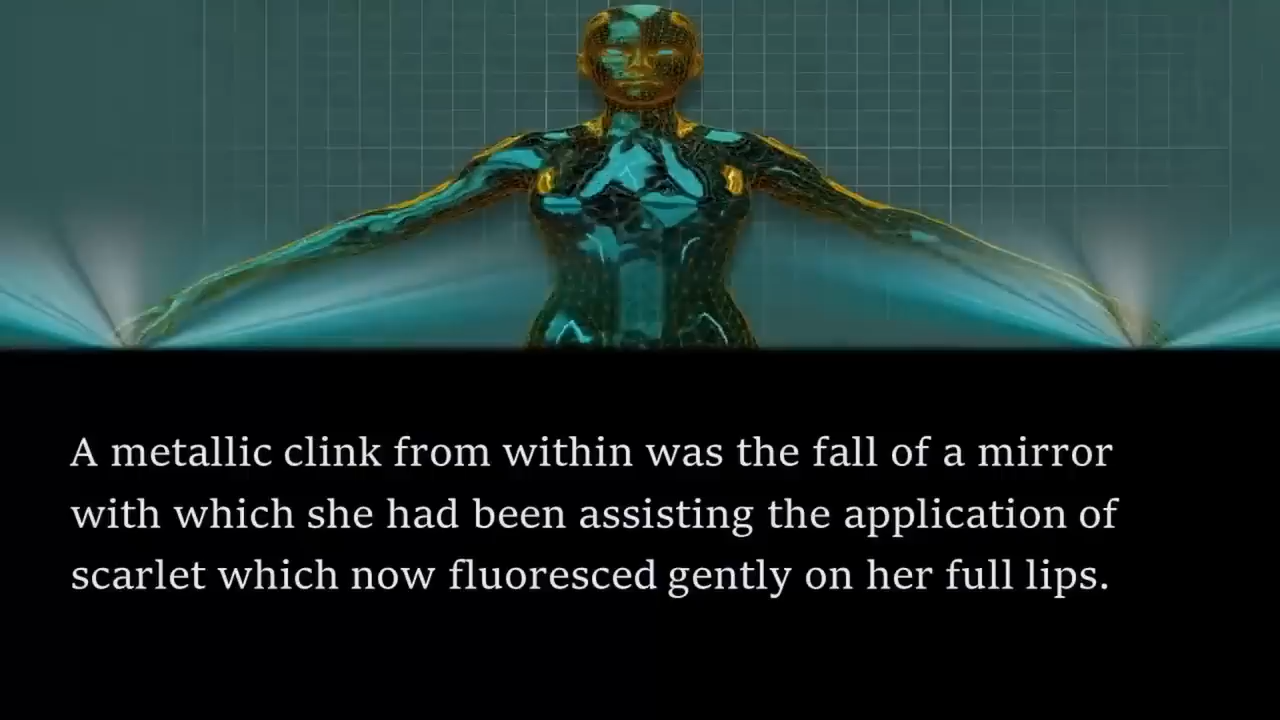 A metallic clink from within was the fall of a mirror
with which she had been assisting the application of
scarlet which now fluoresced gently on her full lips.